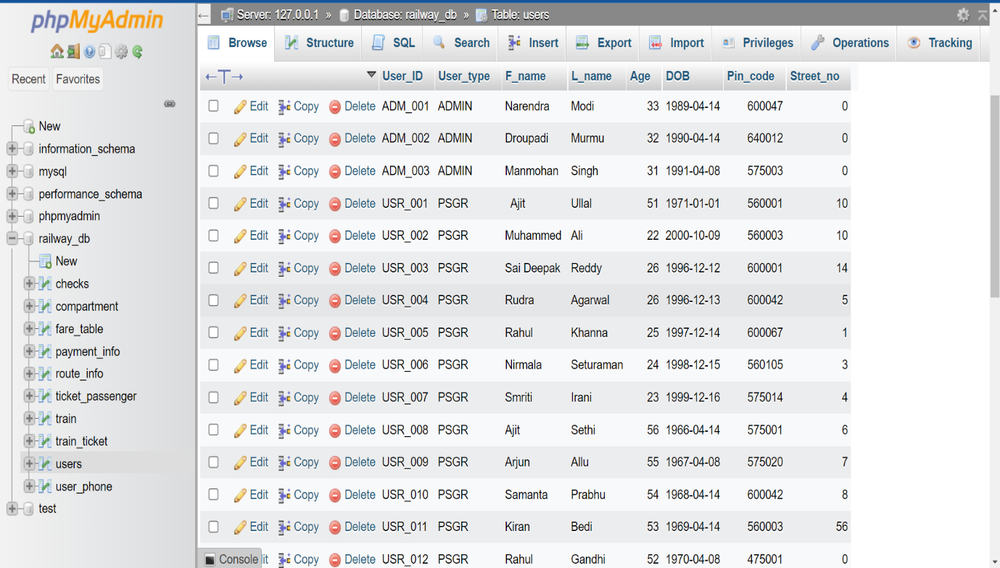 phpMyAdmin
Recent Favorites
New
information_schema
mysql
performance_schema
phpmyadmin
railway_db
New
checks
compartment
fare_table
payment_info
route_info
ticket_passenger
train
train_ticket
users
user_phone
test
Server: 127.0.0.1 » Database: railway_db » Table: users
Browse Structure SQL Search Insert Export Import Privileges Operations Tracking
←T→ User_ID User_type F_name L_name Age DOB Pin_code Street_no
Edit Copy Delete ADM_001 ADMIN Narendra Modi 33 1989-04-14 600047 0
Edit Copy Delete ADM_002 ADMIN Droupadi Murmu 32 1990-04-14 640012 0
Edit Copy Delete ADM_003 ADMIN Manmohan Singh 31 1991-04-08 575003 0
Edit Copy Delete USR_001 PSGR Ajit Ullal 51 1971-01-01 560001 10
Edit Copy Delete USR_002 PSGR Muhammed Ali 22 2000-10-09 560003 10
Edit Copy Delete USR_003 PSGR Sai Deepak Reddy 26 1996-12-12 600001 14
Edit Copy Delete USR_004 PSGR Rudra Agarwal 26 1996-12-13 600042 5
Edit Copy Delete USR_005 PSGR Rahul Khanna 25 1997-12-14 600067 1
Edit Copy Delete USR_006 PSGR Nirmala Seturaman 24 1998-12-15 560105 3
Edit Copy Delete USR_007 PSGR Smriti Irani 23 1999-12-16 575014 4
Edit Copy Delete USR_008 PSGR Ajit Sethi 56 1966-04-14 575001 6
Edit Copy Delete USR_009 PSGR Arjun Allu 55 1967-04-08 575020 7
Edit Copy Delete USR_010 PSGR Samanta Prabhu 54 1968-04-14 600042 8
Edit Copy Delete USR_011 PSGR Kiran Bedi 53 1969-04-14 560003 56
Console it Copy Delete USR_012 PSGR Rahul Gandhi 52 1970-04-08 475001 0